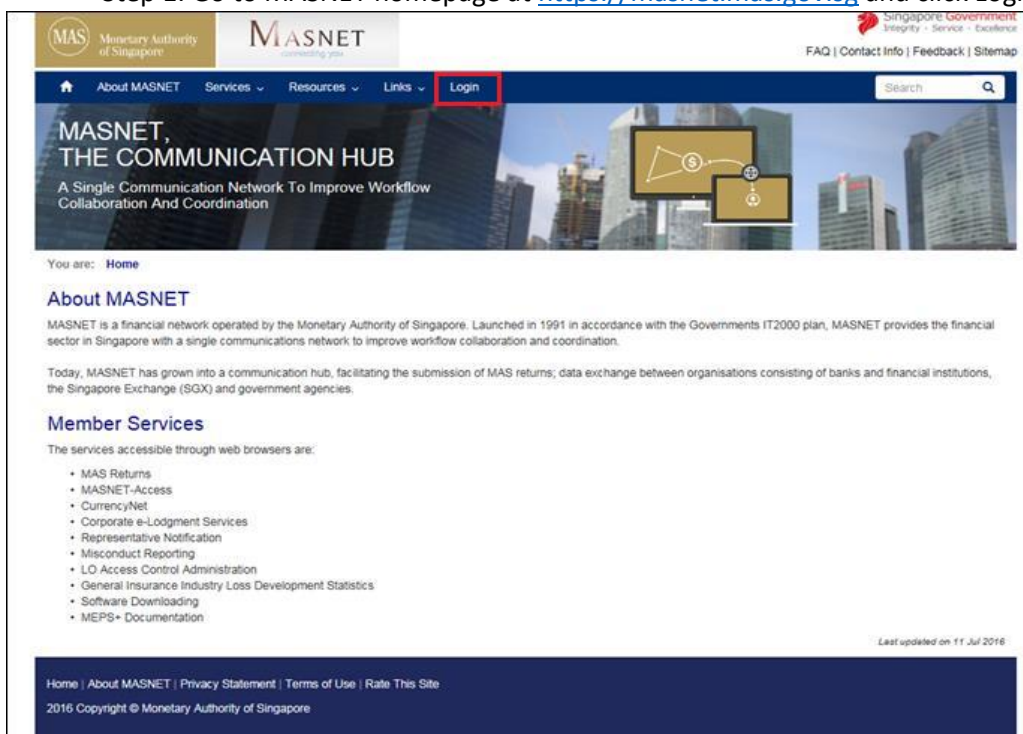 Step 1: Go to MASNET homepage at https://masnet.mas.gov.sg and click Logi
MAS Monetary Authority of Singapore
MASNET
connecting you
Singapore Government
Integrity · Service · Excellence
FAQ | Contact Info | Feedback | Sitemap
About MASNET Services Resources Links Login
Search
MASNET,
THE COMMUNICATION HUB
A Single Communication Network To Improve Workflow
Collaboration And Coordination
You are: Home
About MASNET
MASNET is a financial network operated by the Monetary Authority of Singapore. Launched in 1991 in accordance with the Governments IT2000 plan, MASNET provides the financial
sector in Singapore with a single communications network to improve workflow collaboration and coordination.
Today, MASNET has grown into a communication hub, facilitating the submission of MAS returns; data exchange between organisations consisting of banks and financial institutions,
the Singapore Exchange (SGX) and government agencies.
Member Services
The services accessible through web browsers are:
• MAS Returns
• MASNET-Access
• CurrencyNet
• Corporate e-Lodgment Services
• Representative Notification
• Misconduct Reporting
• LO Access Control Administration
• General Insurance Industry Loss Development Statistics
• Software Downloading
• MEPS+ Documentation
Last updated on 11 Jul 2016
Home | About MASNET | Privacy Statement | Terms of Use | Rate This Site
2016 Copyright © Monetary Authority of Singapore